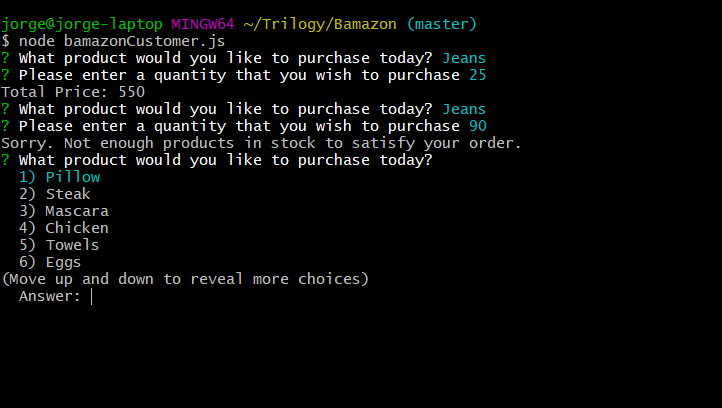 jorge@jorge-laptop MINGW64 ~/Trilogy/Bamazon (master)
$ node bamazonCustomer.js
? What product would you like to purchase today? Jeans
? Please enter a quantity that you wish to purchase 25
Total Price: 550
? What product would you like to purchase today? Jeans
? Please enter a quantity that you wish to purchase 90
Sorry. Not enough products in stock to satisfy your order.
? What product would you like to purchase today?
  1) Pillow
  2) Steak
  3) Mascara
  4) Chicken
  5) Towels
  6) Eggs
(Move up and down to reveal more choices)
  Answer: